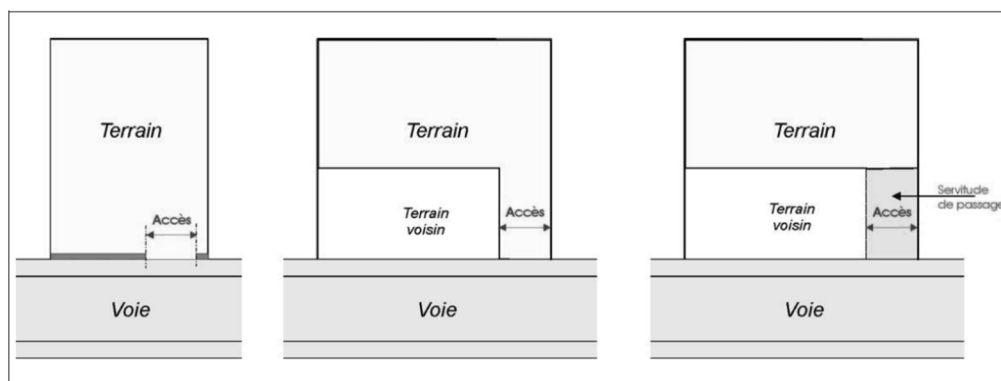 Terrain
Accès
Voie
Terrain
Terrain
voisin
Accès
Voie
Terrain
Terrain
voisin
Accès
Servitude
de passage
Voie